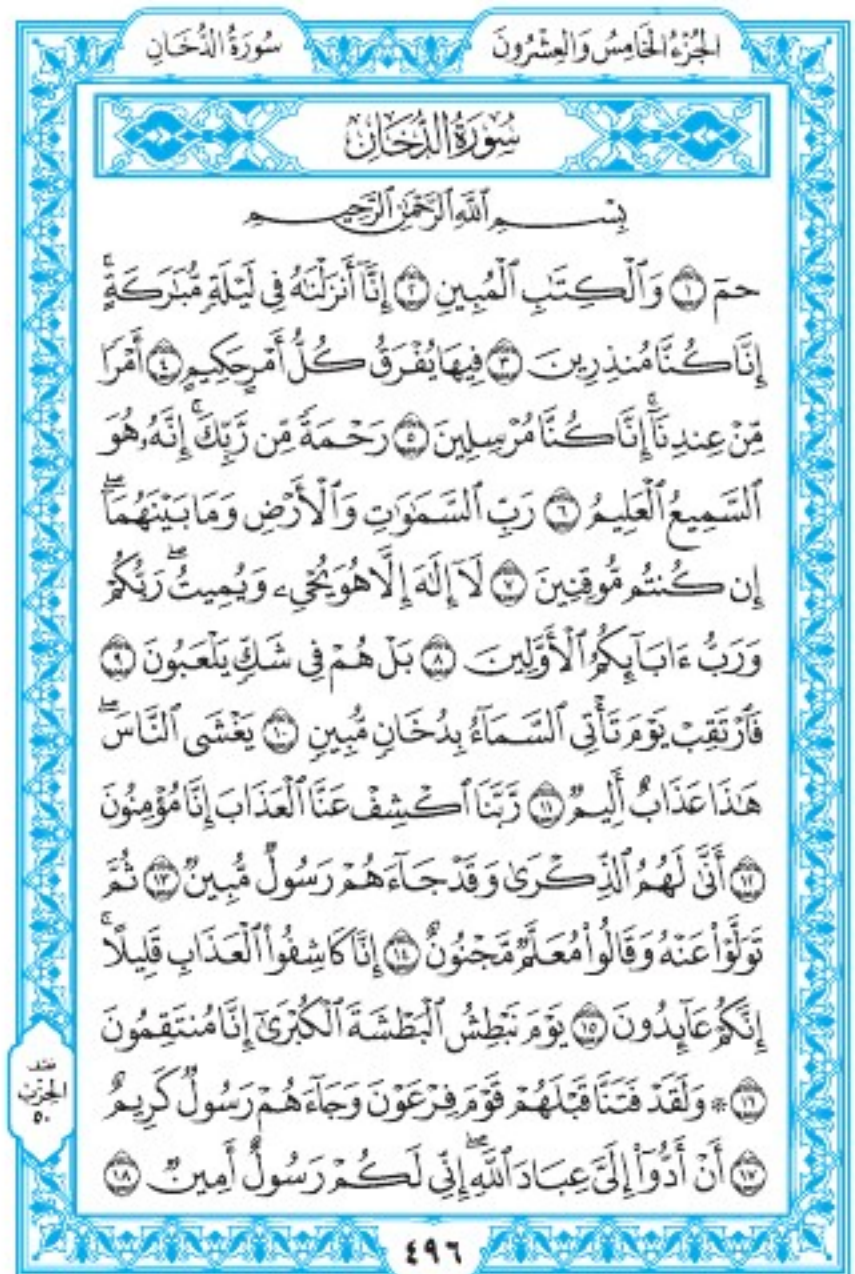 الجُزْءُ الخَامِسُ وَالعِشْرُونَ
سُورَةُ الدُّخَانِ
سُورَةُ الدُّخَانِ
بِسْمِ ٱللَّهِ ٱلرَّحْمَٰنِ ٱلرَّحِيمِ
حمٓ ١ وَٱلْكِتَٰبِ ٱلْمُبِينِ ٢ إِنَّآ أَنزَلْنَٰهُ فِى لَيْلَةٍ مُّبَٰرَكَةٍ ۚ
إِنَّا كُنَّا مُنذِرِينَ ٣ فِيهَا يُفْرَقُ كُلُّ أَمْرٍ حَكِيمٍ ٤ أَمْرًا
مِّنْ عِندِنَآ ۚ إِنَّا كُنَّا مُرْسِلِينَ ٥ رَحْمَةً مِّن رَّبِّكَ ۚ إِنَّهُۥ هُوَ
ٱلسَّمِيعُ ٱلْعَلِيمُ ٦ رَبِّ ٱلسَّمَٰوَٰتِ وَٱلْأَرْضِ وَمَا بَيْنَهُمَآ ۖ
إِن كُنتُم مُّوقِنِينَ ٧ لَآ إِلَٰهَ إِلَّا هُوَ يُحْىِۦ وَيُمِيتُ ۖ رَبُّكُمْ
وَرَبُّ ءَابَآئِكُمُ ٱلْأَوَّلِينَ ٨ بَلْ هُمْ فِى شَكٍّ يَلْعَبُونَ ٩
فَٱرْتَقِبْ يَوْمَ تَأْتِى ٱلسَّمَآءُ بِدُخَانٍ مُّبِينٍ ١٠ يَغْشَى ٱلنَّاسَ ۖ
هَٰذَا عَذَابٌ أَلِيمٌ ١١ رَّبَّنَا ٱكْشِفْ عَنَّا ٱلْعَذَابَ إِنَّا مُؤْمِنُونَ
١٢ أَنَّىٰ لَهُمُ ٱلذِّكْرَىٰ وَقَدْ جَآءَهُمْ رَسُولٌ مُّبِينٌ ١٣ ثُمَّ
تَوَلَّوْا۟ عَنْهُ وَقَالُوا۟ مُعَلَّمٌ مَّجْنُونٌ ١٤ إِنَّا كَاشِفُوا۟ ٱلْعَذَابِ قَلِيلًا ۚ
إِنَّكُمْ عَآئِدُونَ ١٥ يَوْمَ نَبْطِشُ ٱلْبَطْشَةَ ٱلْكُبْرَىٰٓ إِنَّا مُنتَقِمُونَ
١٦ ۞ وَلَقَدْ فَتَنَّا قَبْلَهُمْ قَوْمَ فِرْعَوْنَ وَجَآءَهُمْ رَسُولٌ كَرِيمٌ
١٧ أَنْ أَدُّوٓا۟ إِلَىَّ عِبَادَ ٱللَّهِ ۖ إِنِّى لَكُمْ رَسُولٌ أَمِينٌ ١٨
نصف
الحزب
٥٠
٤٩٦